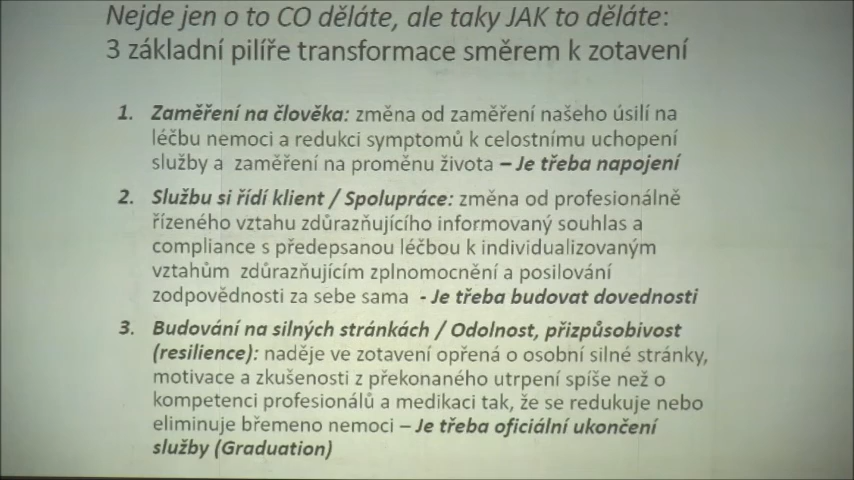 Nejde jen o to CO děláte, ale taky JAK to děláte:
3 základní pilíře transformace směrem k zotavení
1. Zaměření na člověka: změna od zaměření našeho úsilí na
léčbu nemoci a redukci symptomů k celostnímu uchopení
služby a zaměření na proměnu života – Je třeba napojení
2. Službu si řídí klient / Spolupráce: změna od profesionálně
řízeného vztahu zdůrazňujícího informovaný souhlas a
compliance s předepsanou léčbou k individualizovaným
vztahům zdůrazňujícím zplnomocnění a posilování
zodpovědnosti za sebe sama - Je třeba budovat dovednosti
3. Budování na silných stránkách / Odolnost, přizpůsobivost
(resilience): naděje ve zotavení opřená o osobní silné stránky,
motivace a zkušenosti z překonaného utrpení spíše než o
kompetenci profesionálů a medikaci tak, že se redukuje nebo
eliminuje břemeno nemoci – Je třeba oficiální ukončení
služby (Graduation)